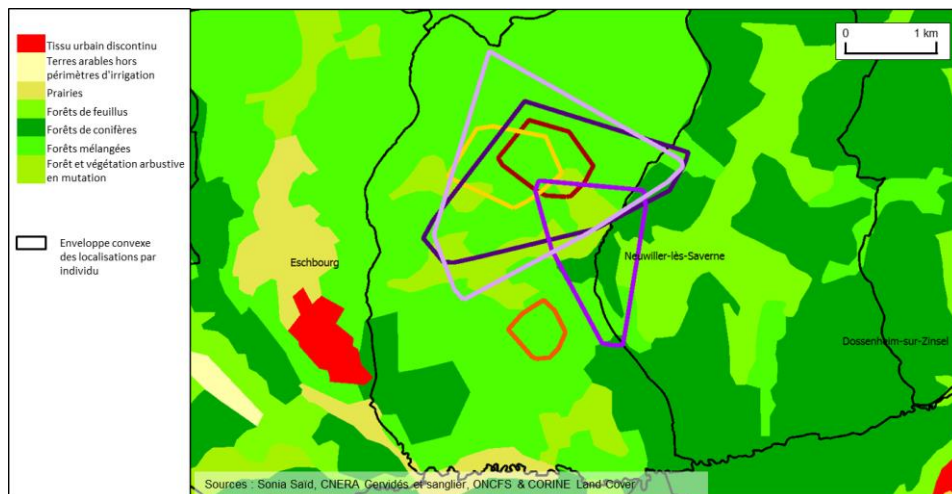 Tissu urbain discontinu
Terres arables hors
périmètres d'irrigation
Prairies
Forêts de feuillus
Forêts de conifères
Forêts mélangées
Forêt et végétation arbustive
en mutation
Enveloppe convexe
des localisations par
individu
0 1 km
Eschbourg
Neuwiller-lès-Saverne
Dossenheim-sur-Zinsel
Sources : Sonia Saïd, CNERA Cervidés et sanglier, ONCFS & CORINE Land Cover